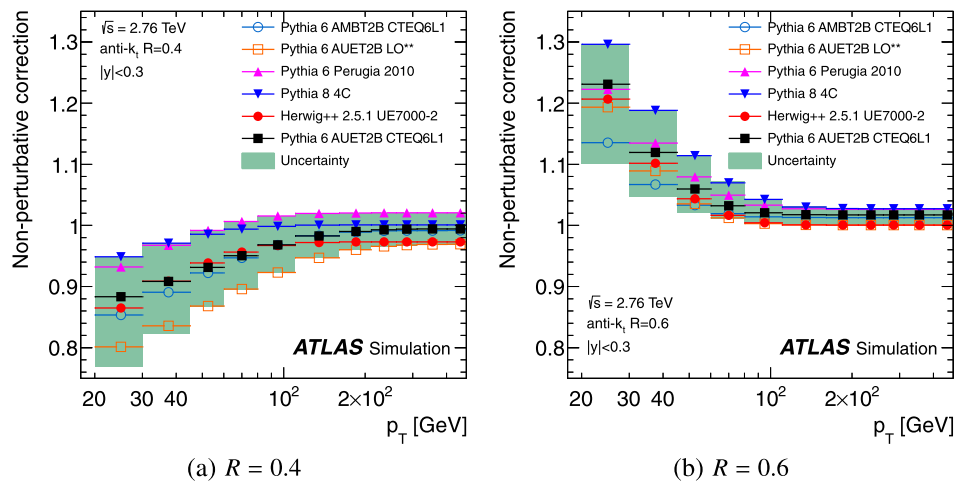 Non-perturbative correction
1.3
1.2
1.1
1
0.9
0.8
√s = 2.76 TeV
anti-kt R=0.4
|y|<0.3
Pythia 6 AMBT2B CTEQ6L1
Pythia 6 AUET2B LO**
Pythia 6 Perugia 2010
Pythia 8 4C
Herwig++ 2.5.1 UE7000-2
Pythia 6 AUET2B CTEQ6L1
Uncertainty
ATLAS Simulation
20 30 40 10² 2×10²
pT [GeV]
(a) R = 0.4
Non-perturbative correction
1.3
1.2
1.1
1
0.9
0.8
Pythia 6 AMBT2B CTEQ6L1
Pythia 6 AUET2B LO**
Pythia 6 Perugia 2010
Pythia 8 4C
Herwig++ 2.5.1 UE7000-2
Pythia 6 AUET2B CTEQ6L1
Uncertainty
√s = 2.76 TeV
anti-kt R=0.6
|y|<0.3
ATLAS Simulation
20 30 40 10² 2×10²
pT [GeV]
(b) R = 0.6